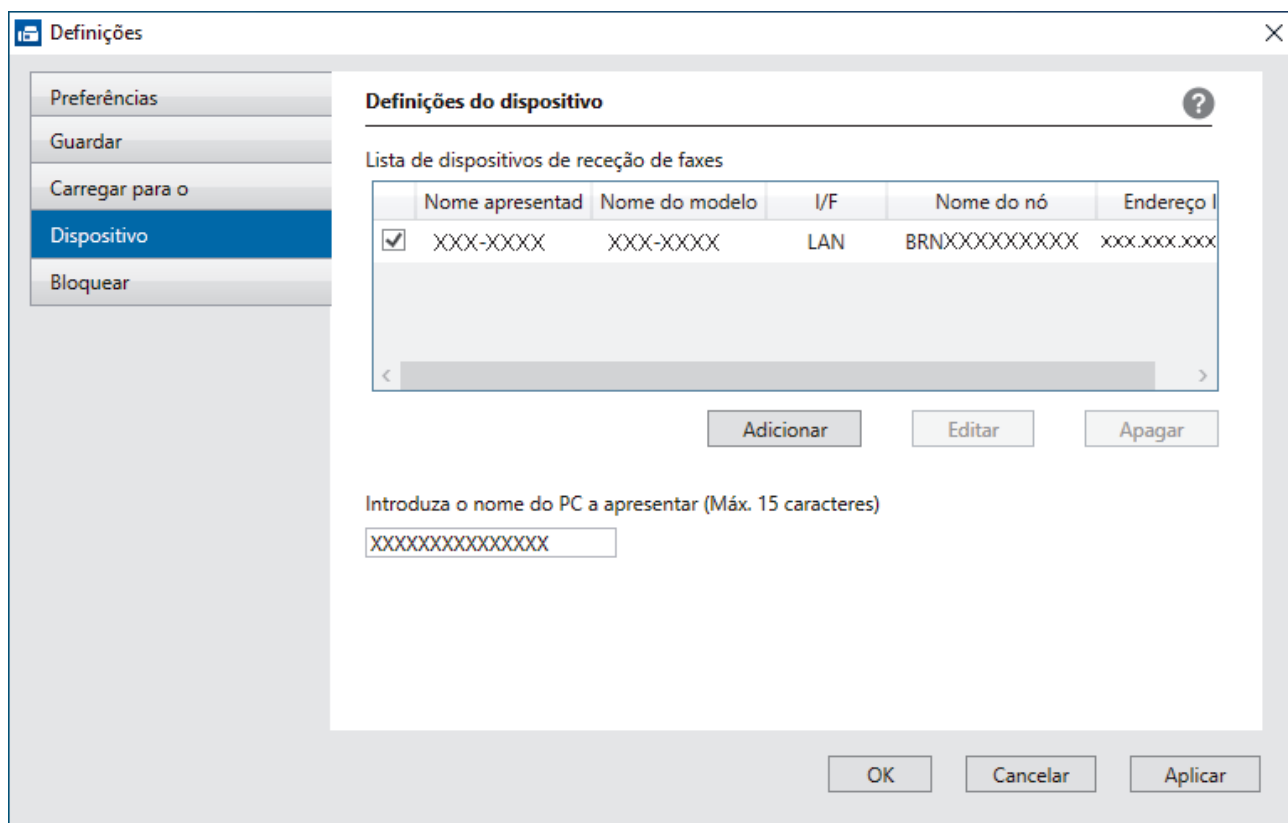 Definições
Preferências
Guardar
Carregar para o
Dispositivo
Bloquear
Definições do dispositivo
?
Lista de dispositivos de receção de faxes
Nome apresentad Nome do modelo I/F Nome do nó Endereço I
XXX-XXXX XXX-XXXX LAN BRNXXXXXXXXX XXX.XXX.XXX
Adicionar Editar Apagar
Introduza o nome do PC a apresentar (Máx. 15 caracteres)
XXXXXXXXXXXXXXX
OK Cancelar Aplicar